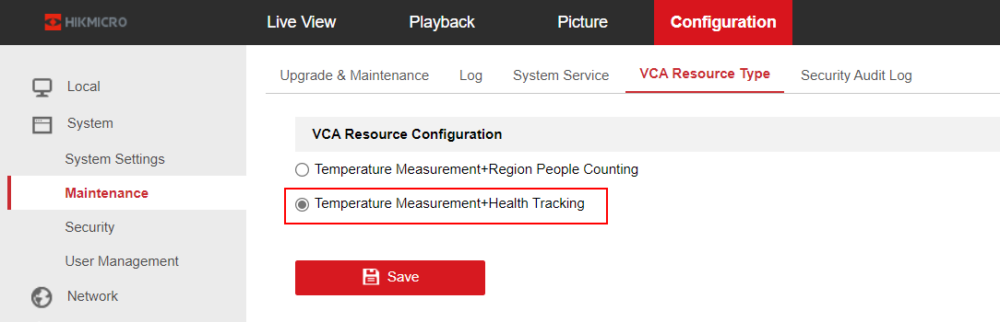 HIKMICRO Live View Playback Picture Configuration
Upgrade & Maintenance Log System Service VCA Resource Type Security Audit Log
Local
System
System Settings
Maintenance
Security
User Management
Network
VCA Resource Configuration
Temperature Measurement+Region People Counting
Temperature Measurement+Health Tracking
Save